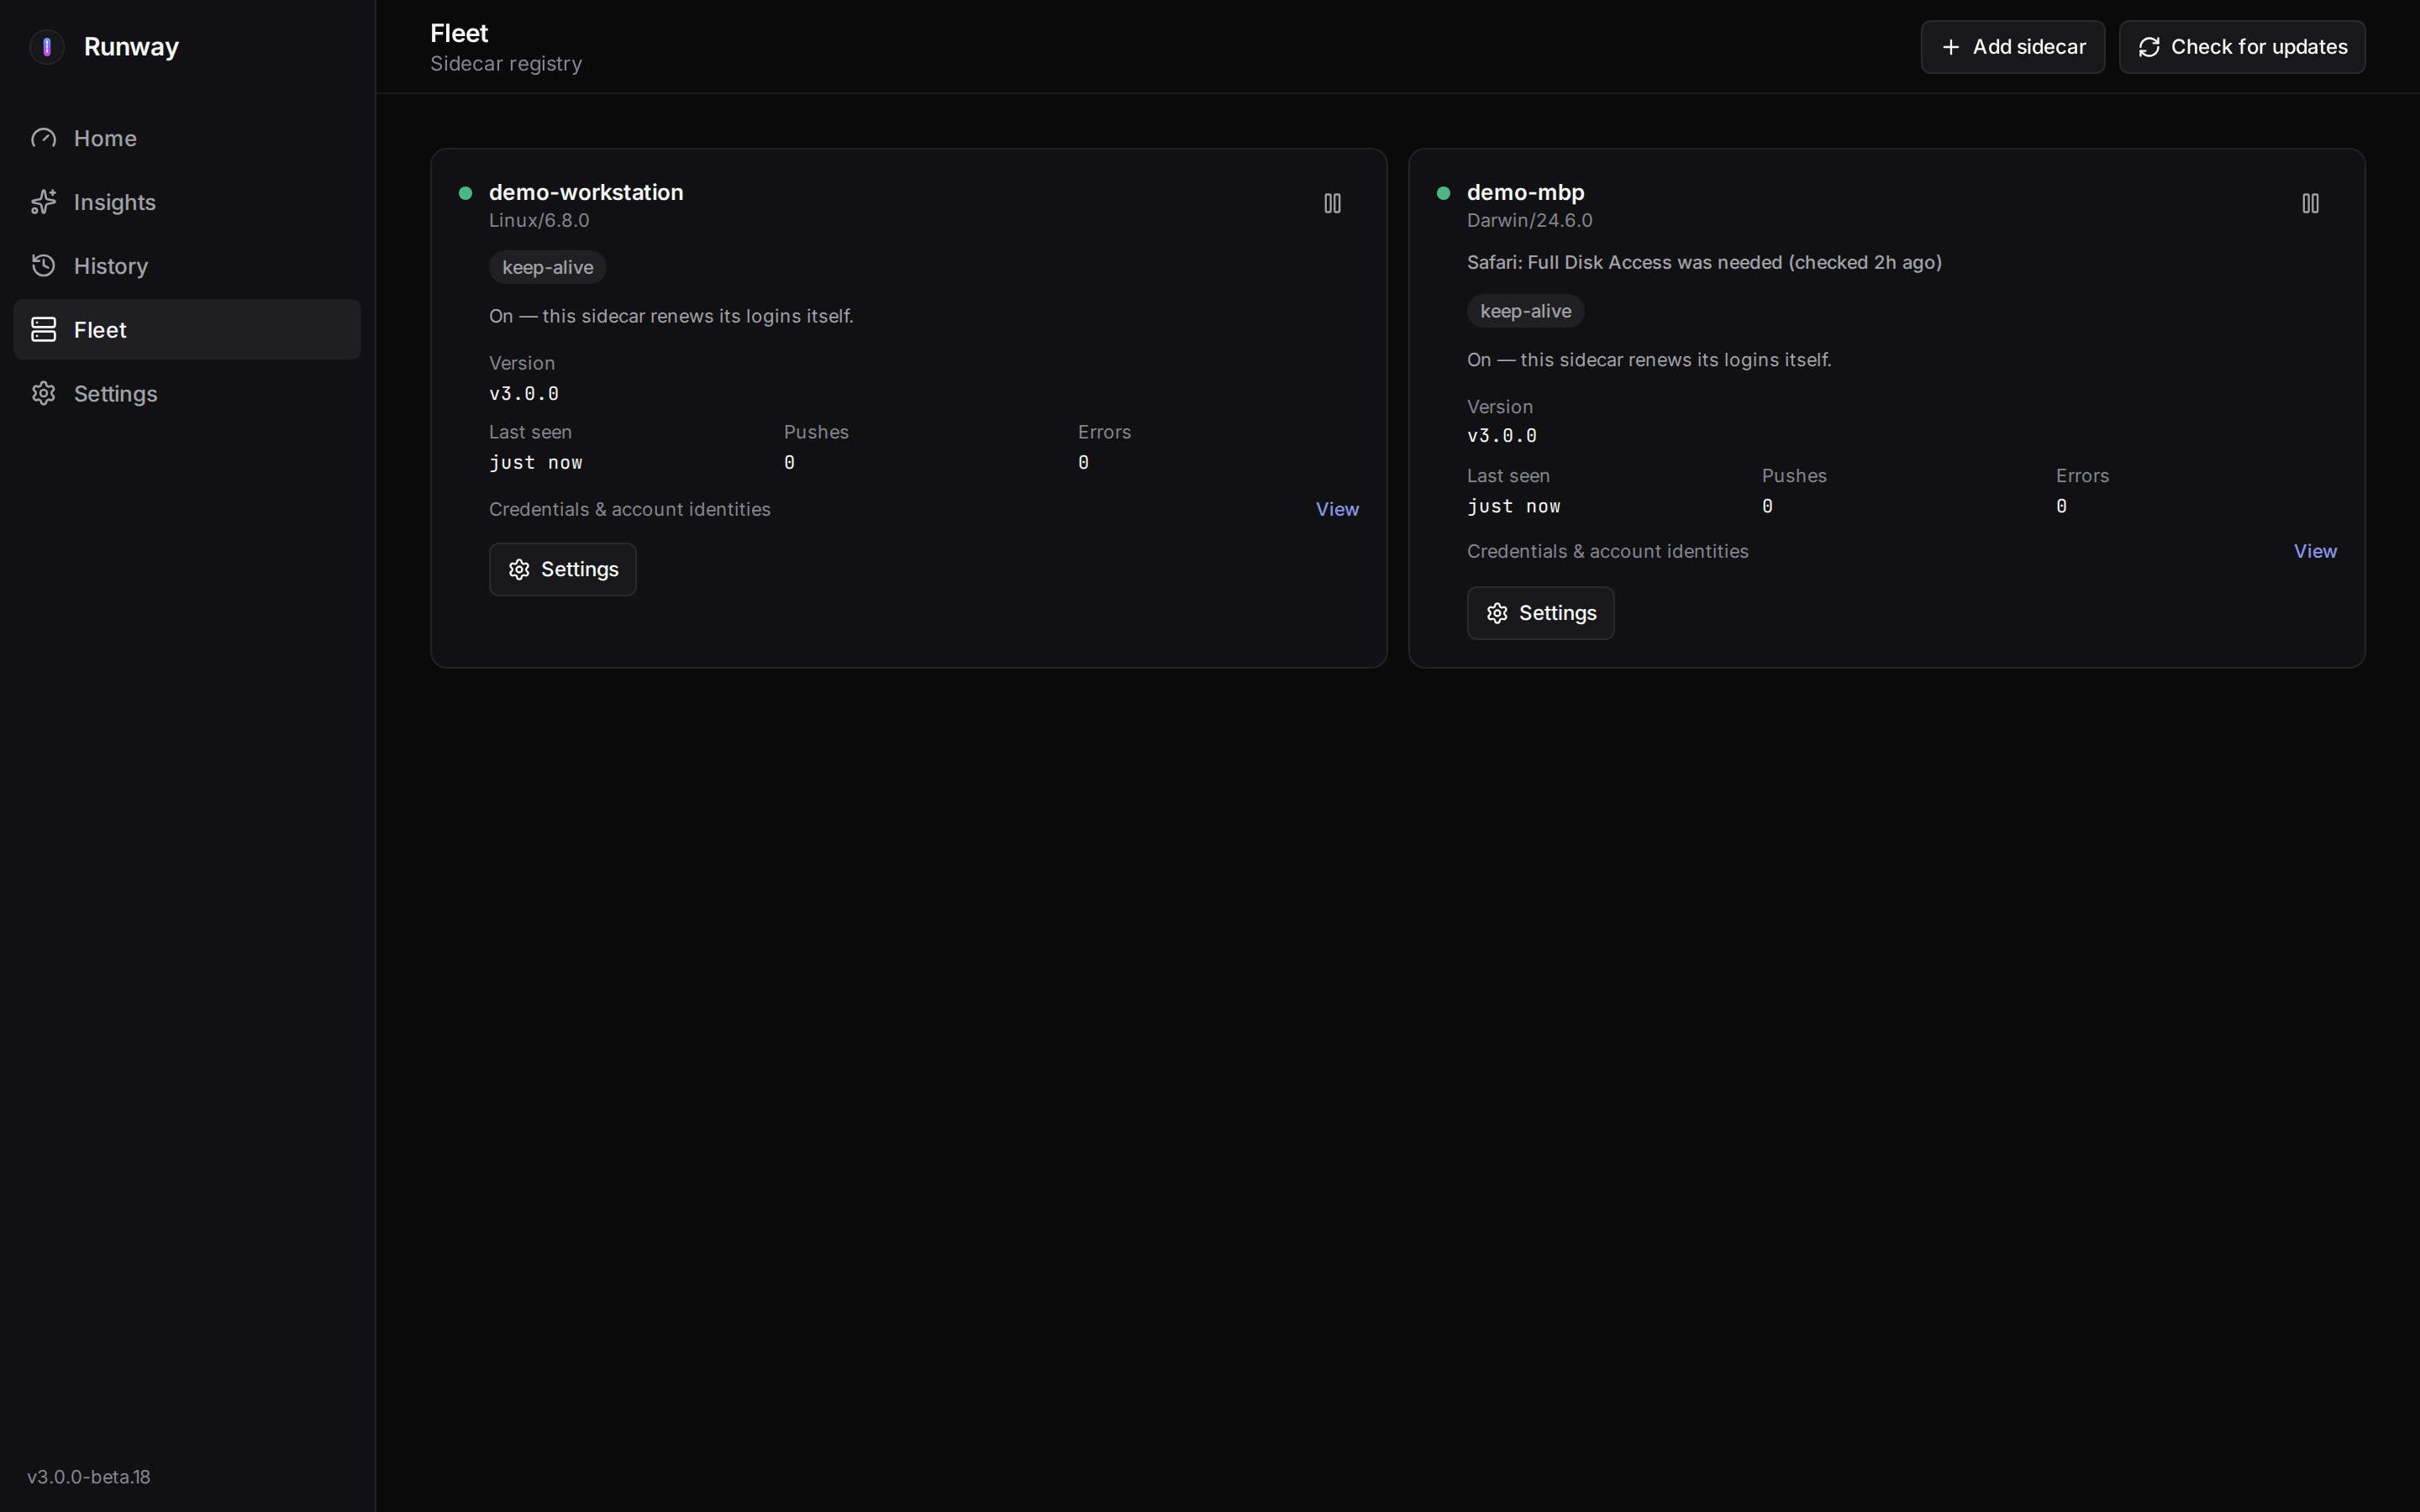 Runway
Home
Insights
History
Fleet
Settings
v3.0.0-beta.18
Fleet
Sidecar registry
Add sidecar
Check for updates
demo-workstation
Linux/6.8.0
keep-alive
On — this sidecar renews its logins itself.
Version
v3.0.0
Last seen Pushes Errors
just now 0 0
Credentials & account identities View
Settings
demo-mbp
Darwin/24.6.0
Safari: Full Disk Access was needed (checked 2h ago)
keep-alive
On — this sidecar renews its logins itself.
Version
v3.0.0
Last seen Pushes Errors
just now 0 0
Credentials & account identities View
Settings